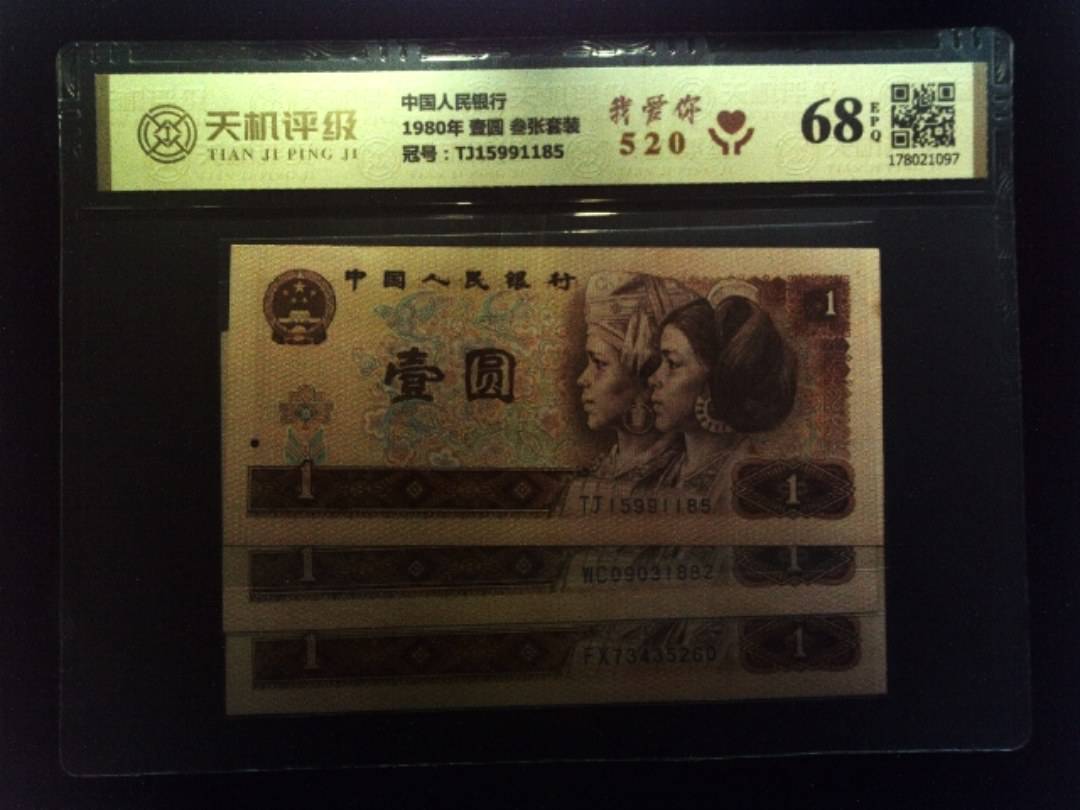 天机评级
TIAN JI PING JI
中国人民银行
1980年 壹圆 叁张套装
冠号：TJ15991185
我爱你
520
68
EPQ
178021097
中国人民银行
1
壹圆
1
TJ15991185
1
1
WC09031882
1
1
FX73435260
1